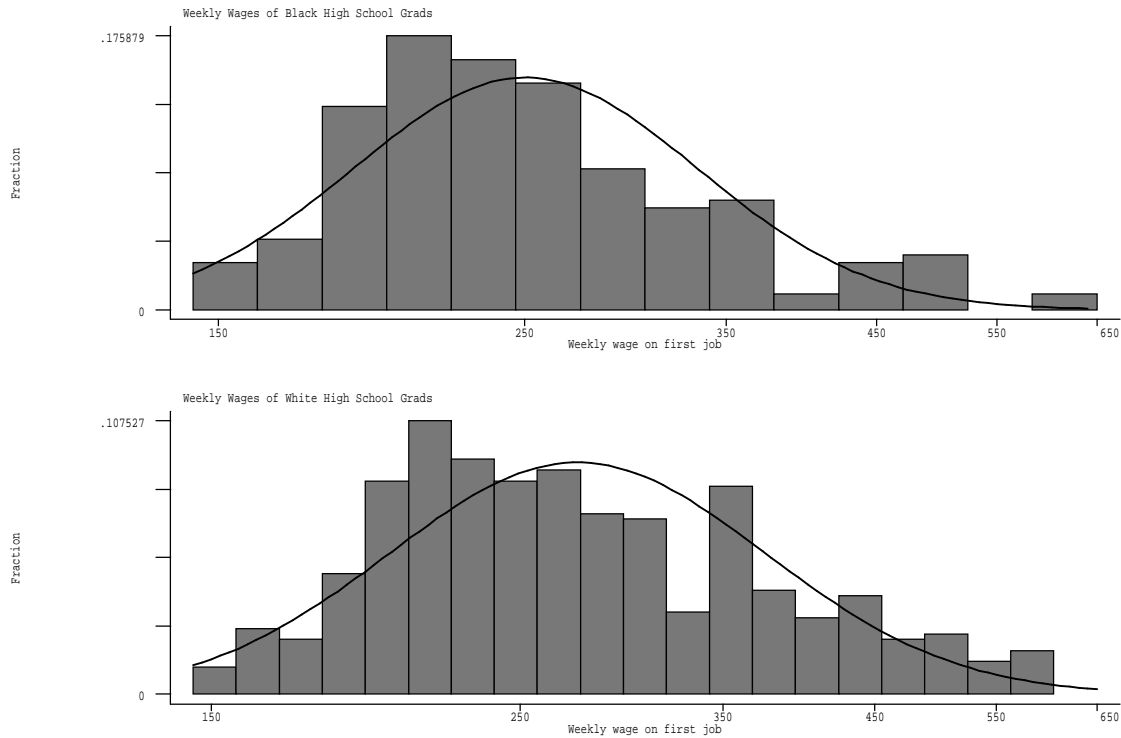 Weekly Wages of Black High School Grads
.175879
Fraction
0
150 250 350 450 550 650
Weekly wage on first job
Weekly Wages of White High School Grads
.107527
Fraction
0
150 250 350 450 550 650
Weekly wage on first job